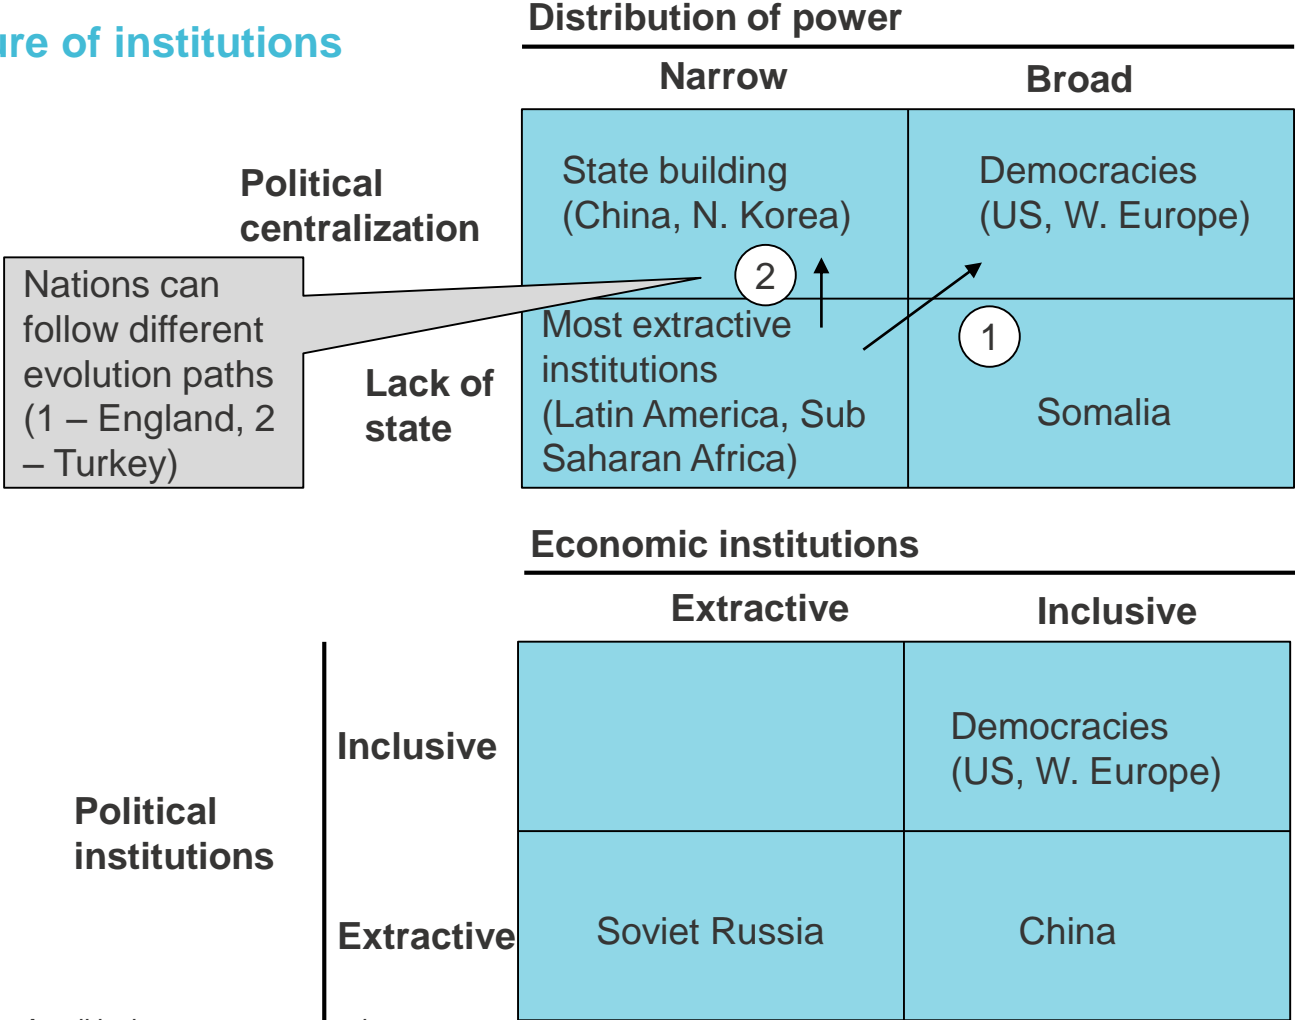 Distribution of power
ure of institutions
Narrow
Broad
Political
centralization
State building
(China, N. Korea)
Democracies
(US, W. Europe)
2
1
Nations can
follow different
evolution paths
(1 – England, 2
– Turkey)
Lack of
state
Most extractive
institutions
(Latin America, Sub
Saharan Africa)
Somalia
Economic institutions
Extractive
Inclusive
Political
institutions
Inclusive
Democracies
(US, W. Europe)
Extractive
Soviet Russia
China